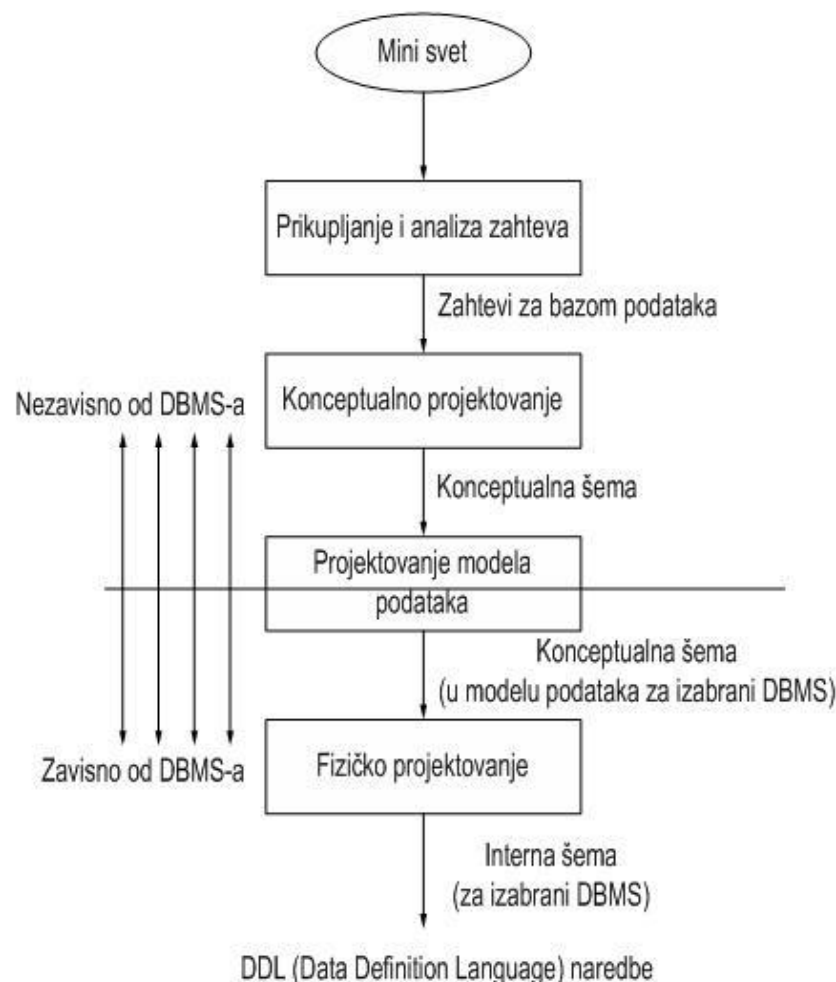 Mini svet
Prikupljanje i analiza zahteva
Zahtevi za bazom podataka
Nezavisno od DBMS-a
Konceptualno projektovanje
Konceptualna šema
Projektovanje modela
podataka
Konceptualna šema
(u modelu podataka za izabrani DBMS)
Zavisno od DBMS-a
Fizičko projektovanje
Interna šema
(za izabrani DBMS)
DDL (Data Definition Language) naredbe